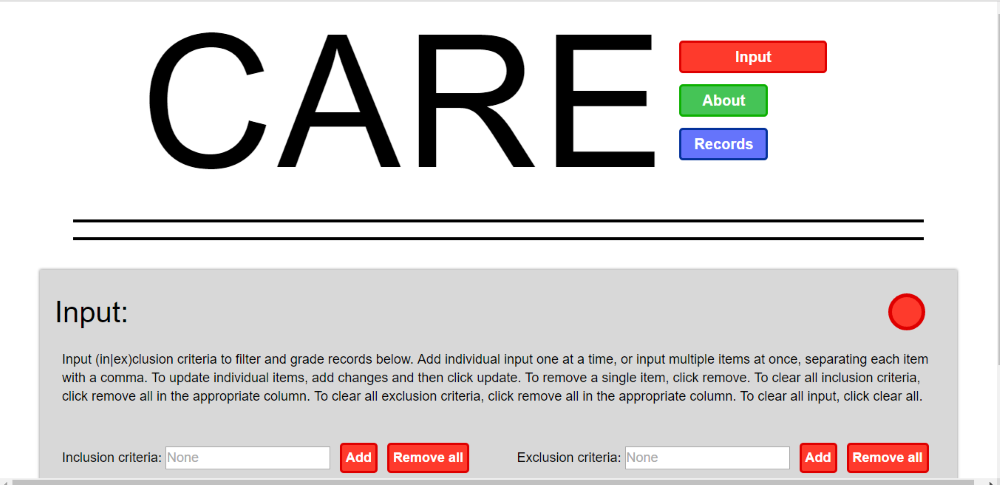 CARE
Input
About
Records
Input:
Input (in|ex)clusion criteria to filter and grade records below. Add individual input one at a time, or input multiple items at once, separating each item
with a comma. To update individual items, add changes and then click update. To remove a single item, click remove. To clear all inclusion criteria,
click remove all in the appropriate column. To clear all exclusion criteria, click remove all in the appropriate column. To clear all input, click clear all.
Inclusion criteria: None Add Remove all Exclusion criteria: None Add Remove all